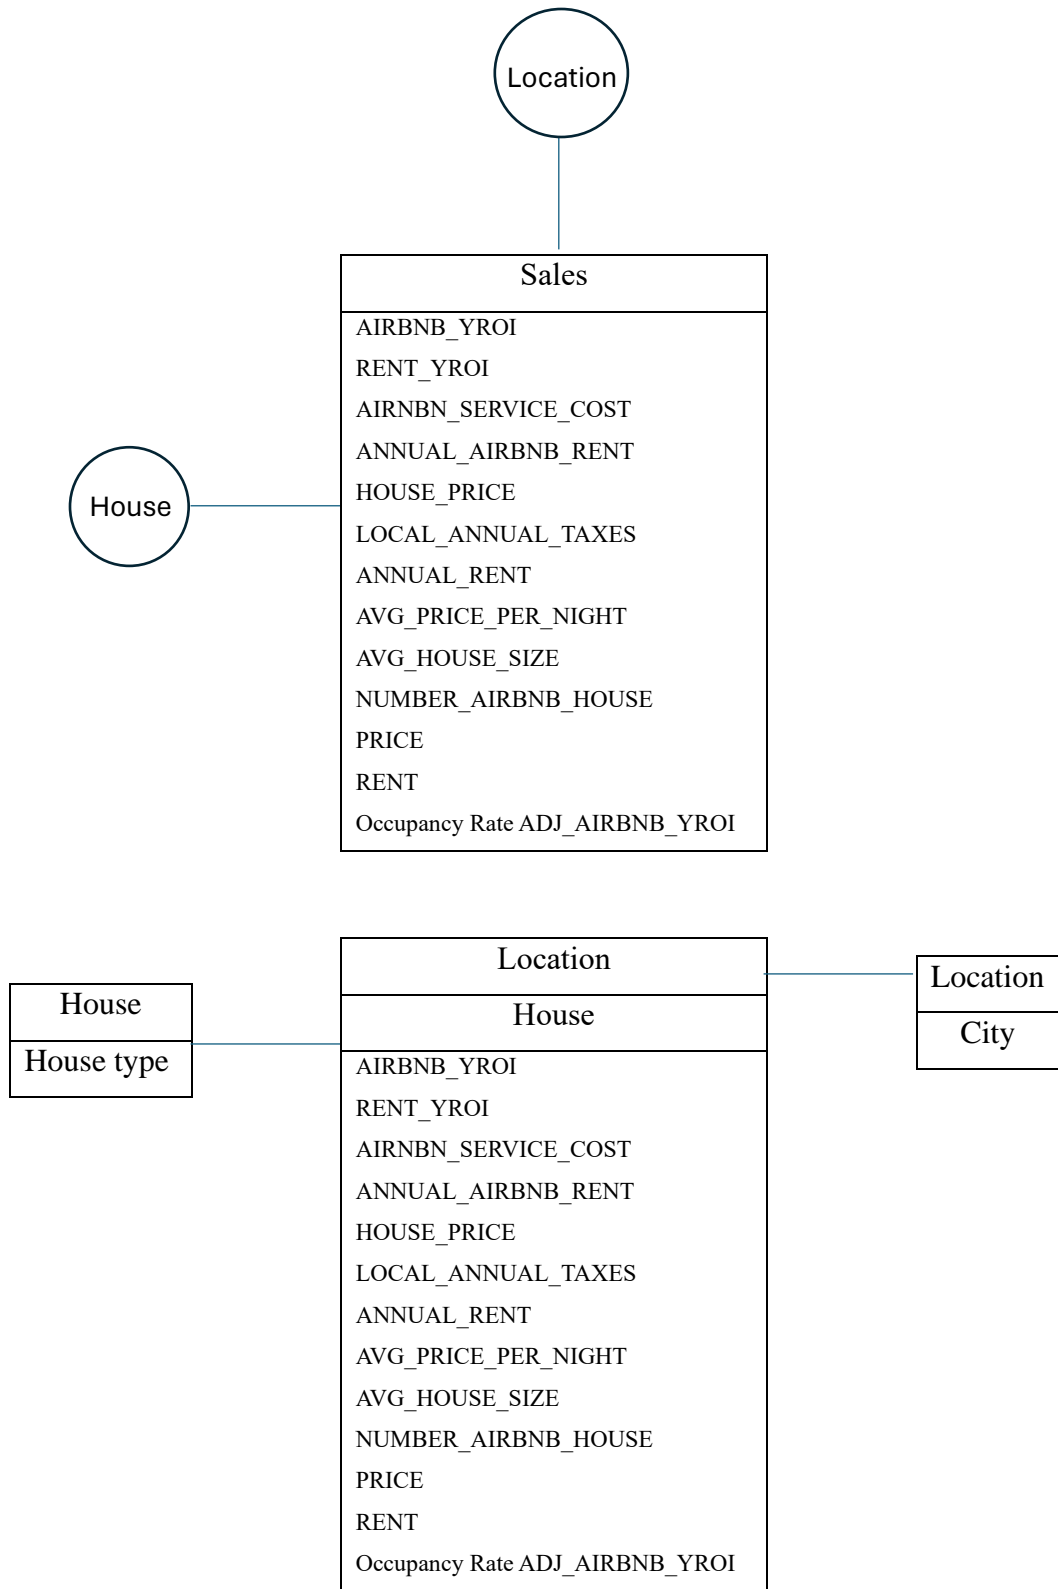 Location
Sales
AIRBNB_YROI
RENT_YROI
AIRNBN_SERVICE_COST
ANNUAL_AIRBNB_RENT
House
HOUSE_PRICE
LOCAL_ANNUAL_TAXES
ANNUAL_RENT
AVG_PRICE_PER_NIGHT
AVG_HOUSE_SIZE
NUMBER_AIRBNB_HOUSE
PRICE
RENT
Occupancy Rate ADJ_AIRBNB_YROI
House
House type
Location
House
AIRBNB_YROI
RENT_YROI
AIRNBN_SERVICE_COST
ANNUAL_AIRBNB_RENT
HOUSE_PRICE
LOCAL_ANNUAL_TAXES
ANNUAL_RENT
AVG_PRICE_PER_NIGHT
AVG_HOUSE_SIZE
NUMBER_AIRBNB_HOUSE
PRICE
RENT
Occupancy Rate ADJ_AIRBNB_YROI
Location
City